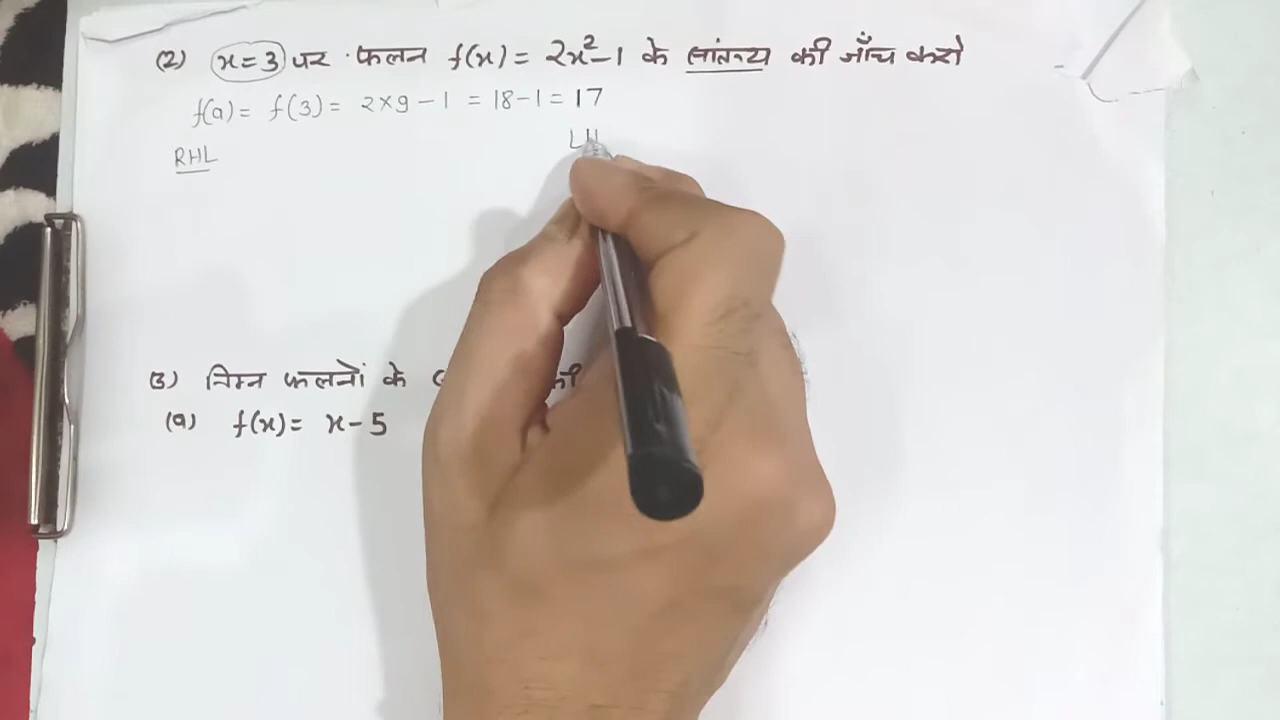 (2) x=3 पर फलन f(x) = 2x²-1 के सांतत्य की जाँच करो
f(a) = f(3) = 2×9-1 = 18-1 = 17
RHL LH
(3) निम्न फलनों के की
(a) f(x) = x-5